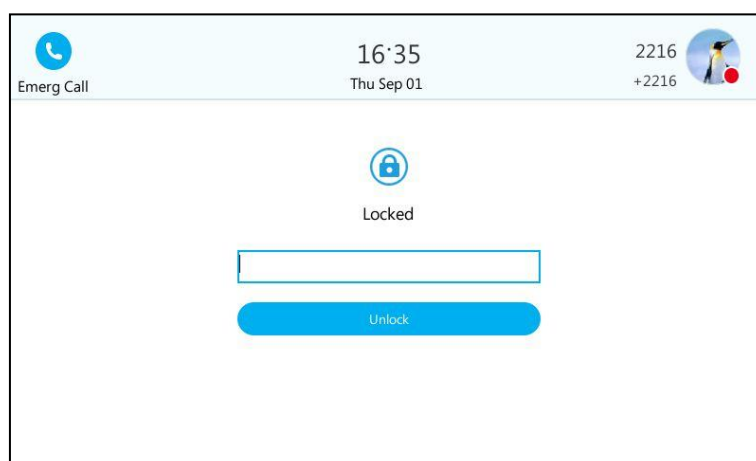 Emerg Call
16:35
Thu Sep 01
2216
+2216
Locked
Unlock